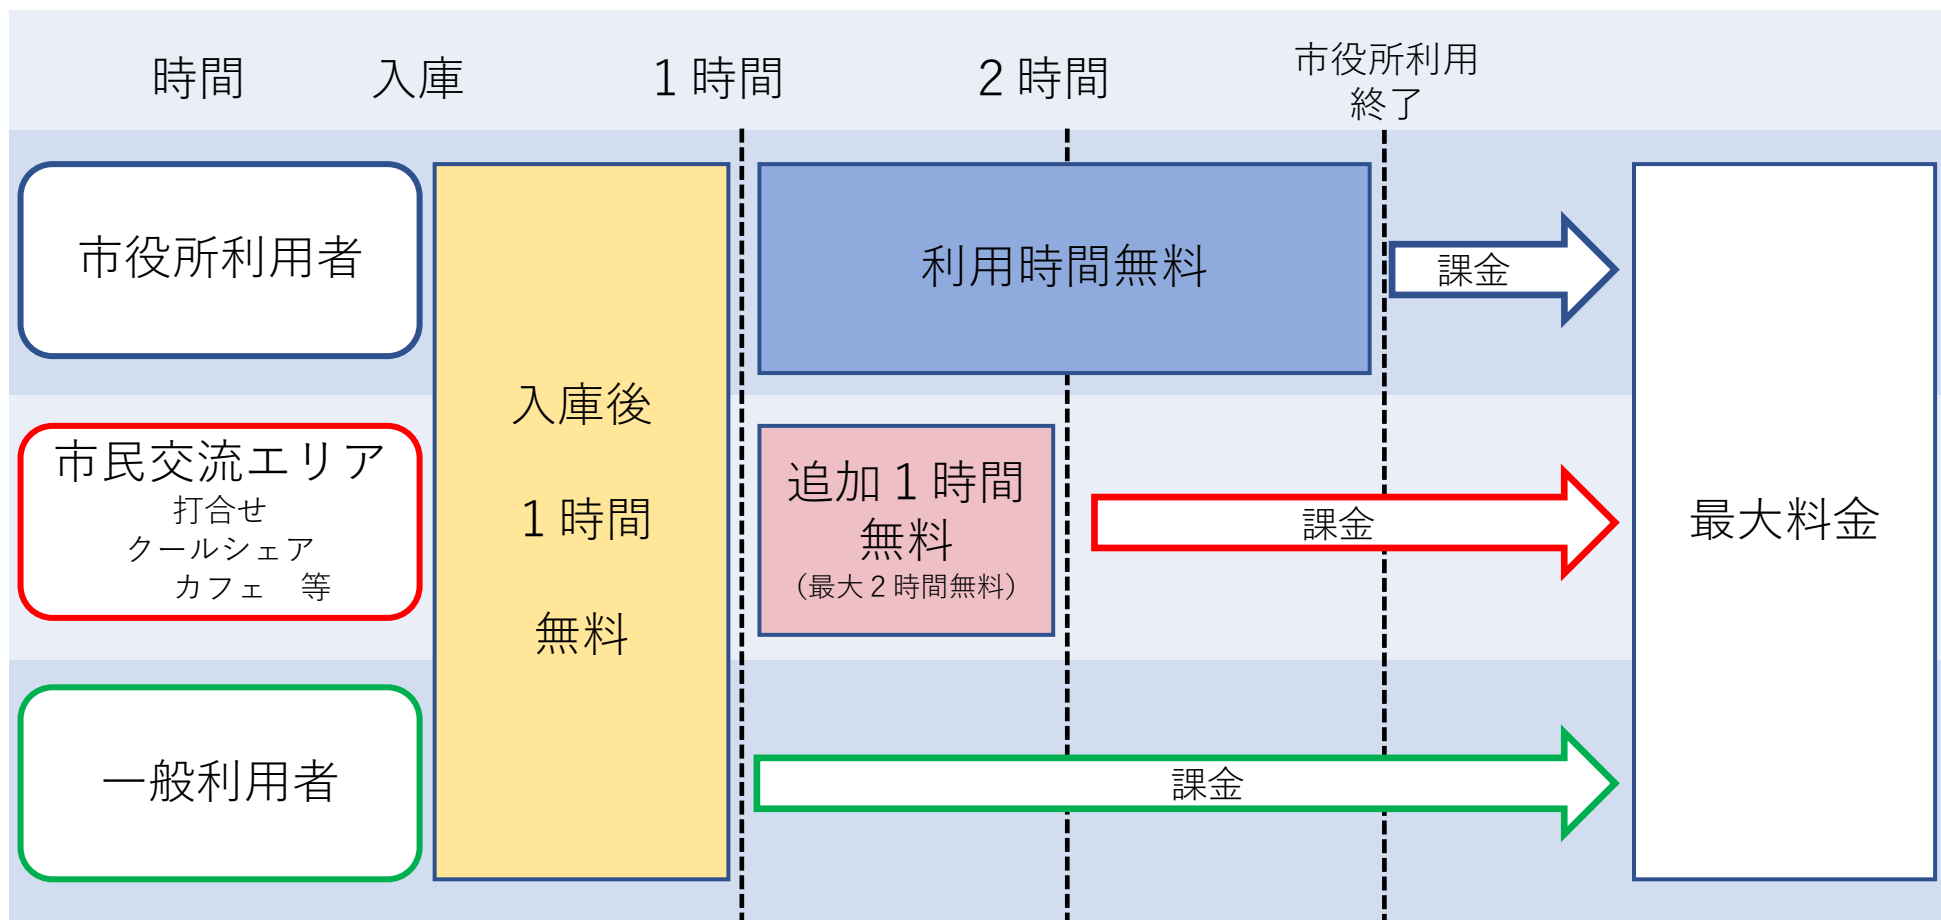 時間
入庫
１時間
２時間
市役所利用
終了
市役所利用者
利用時間無料
課金
入庫後
１時間
無料
市民交流エリア
打合せ
クールシェア
カフェ　等
追加１時間
無料
（最大２時間無料）
課金
最大料金
一般利用者
課金